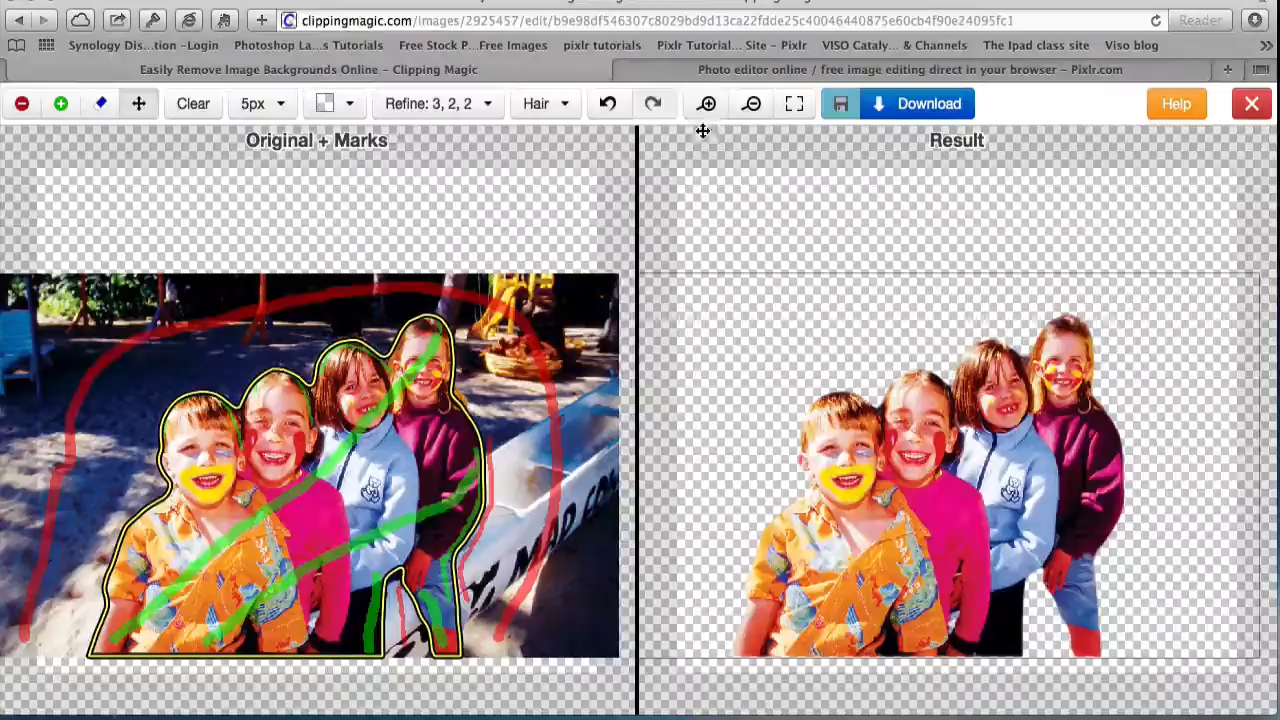 clippingmagic.com/images/2925457/edit/b9e98df546307c8029bd9d13ca22fdde25c40046440875e60cb4f90e24095fc1
Reader
Synology Dis...tion -Login Photoshop La...s Tutorials Free Stock P...Free Images pixlr tutorials Pixlr Tutorial... Site - Pixlr VISO Cataly... & Channels The Ipad class site Viso blog
Easily Remove Image Backgrounds Online – Clipping Magic Photo editor online / free image editing direct in your browser – Pixlr.com
Clear 5px Refine: 3, 2, 2 Hair Download Help
Original + Marks Result
MAD CO